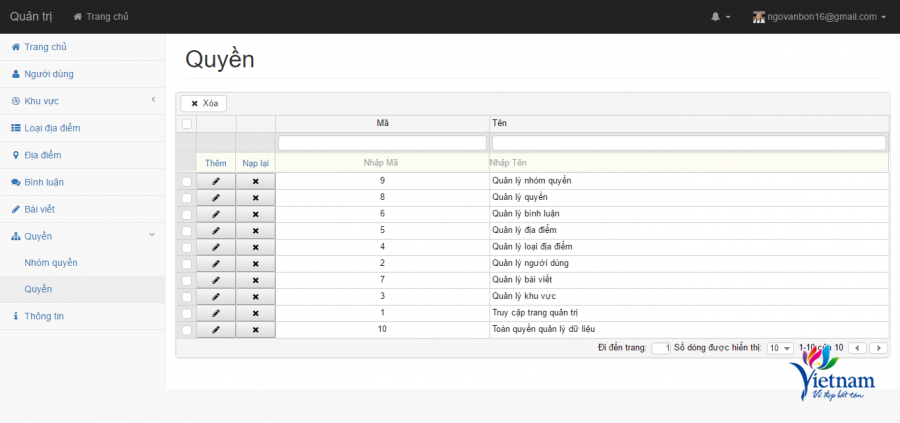 Quản trị Trang chủ ngovanbon16@gmail.com
Trang chủ
Người dùng
Khu vực
Loại địa điểm
Địa điểm
Bình luận
Bài viết
Quyền
Nhóm quyền
Quyền
Thông tin
Quyền
Xóa
Mã Tên
Thêm Nạp lại Nhập Mã Nhập Tên
9 Quản lý nhóm quyền
8 Quản lý quyền
6 Quản lý bình luận
5 Quản lý địa điểm
4 Quản lý loại địa điểm
2 Quản lý người dùng
7 Quản lý bài viết
3 Quản lý khu vực
1 Truy cập trang quản trị
10 Toàn quyền quản lý dữ liệu
Đi đến trang: 1 Số dòng được hiển thị: 10 1-10 của 10
Vietnam
Vẻ đẹp bất tận